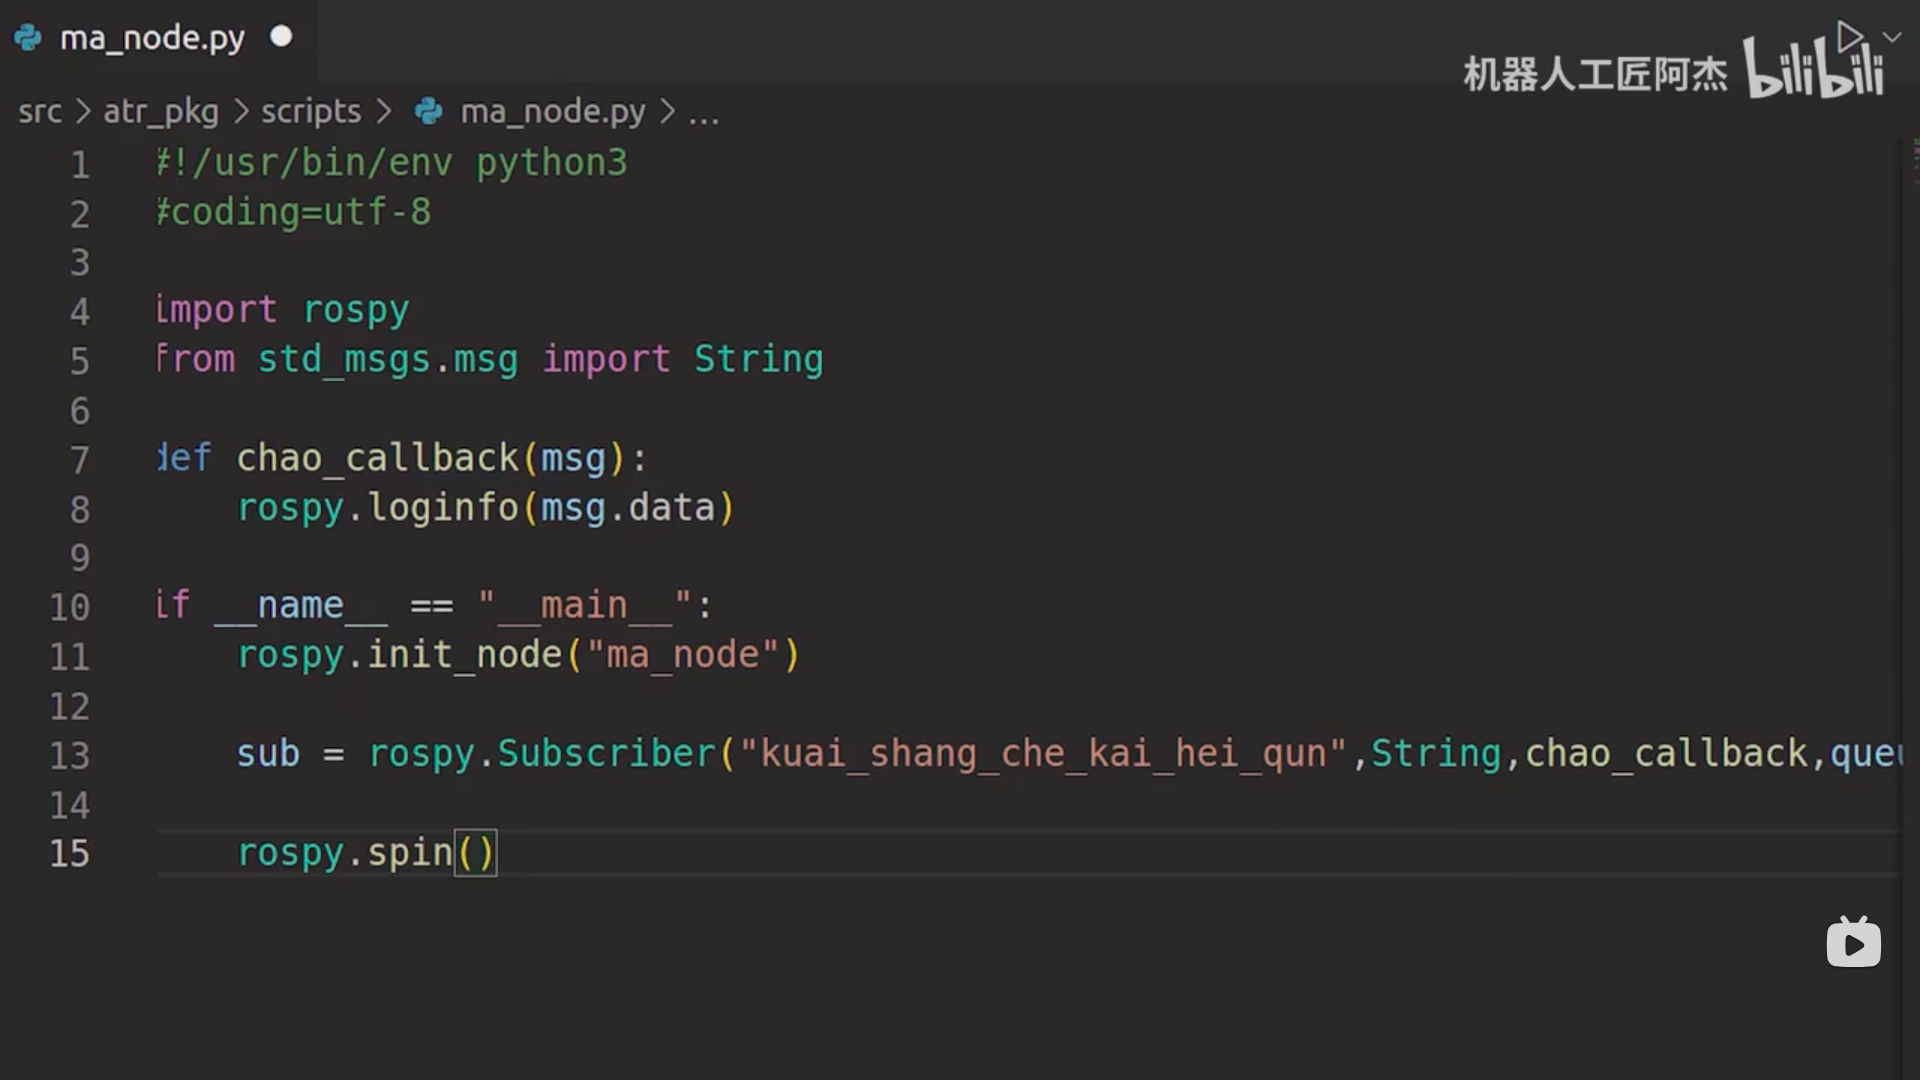 ma_node.py
机器人工匠阿杰 bilibili
src > atr_pkg > scripts > ma_node.py > ...
1 #!/usr/bin/env python3
2 #coding=utf-8
3
4 import rospy
5 from std_msgs.msg import String
6
7 def chao_callback(msg):
8     rospy.loginfo(msg.data)
9
10 if __name__ == "__main__":
11     rospy.init_node("ma_node")
12
13     sub = rospy.Subscriber("kuai_shang_che_kai_hei_qun",String,chao_callback,queu
14
15     rospy.spin()